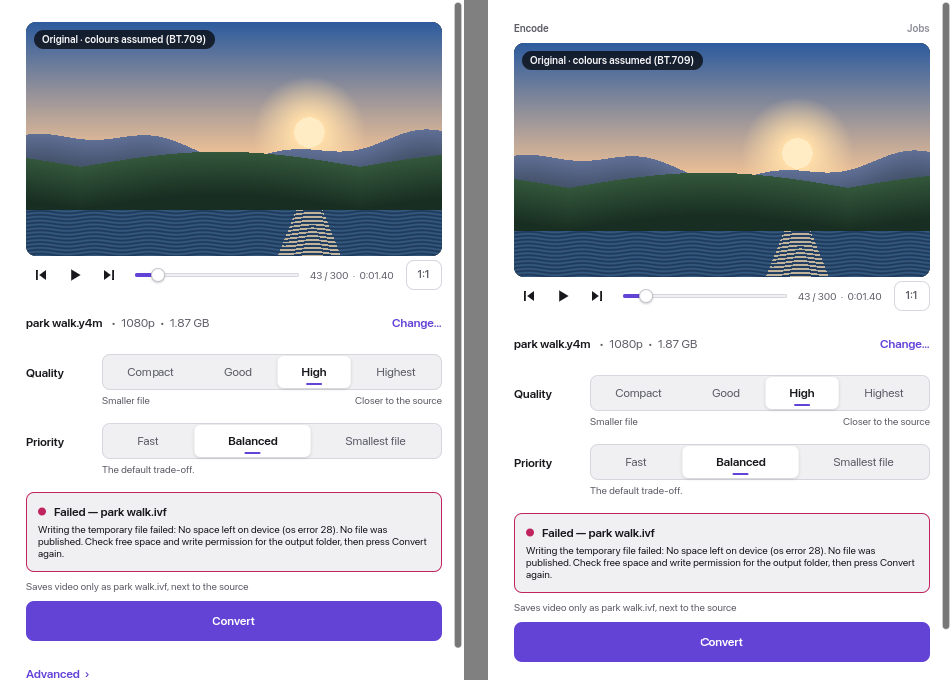 Original · colours assumed (BT.709)
43 / 300 · 0:01.40
1:1
park walk.y4m • 1080p • 1.87 GB
Change...
Quality
Compact
Good
High
Highest
Smaller file
Closer to the source
Priority
Fast
Balanced
Smallest file
The default trade-off.
Failed — park walk.ivf
Writing the temporary file failed: No space left on device (os error 28). No file was
published. Check free space and write permission for the output folder, then press Convert
again.
Saves video only as park walk.ivf, next to the source
Convert
Advanced ›
Encode
Jobs
Original · colours assumed (BT.709)
43 / 300 · 0:01.40
1:1
park walk.y4m • 1080p • 1.87 GB
Change...
Quality
Compact
Good
High
Highest
Smaller file
Closer to the source
Priority
Fast
Balanced
Smallest file
The default trade-off.
Failed — park walk.ivf
Writing the temporary file failed: No space left on device (os error 28). No file was
published. Check free space and write permission for the output folder, then press Convert
again.
Saves video only as park walk.ivf, next to the source
Convert